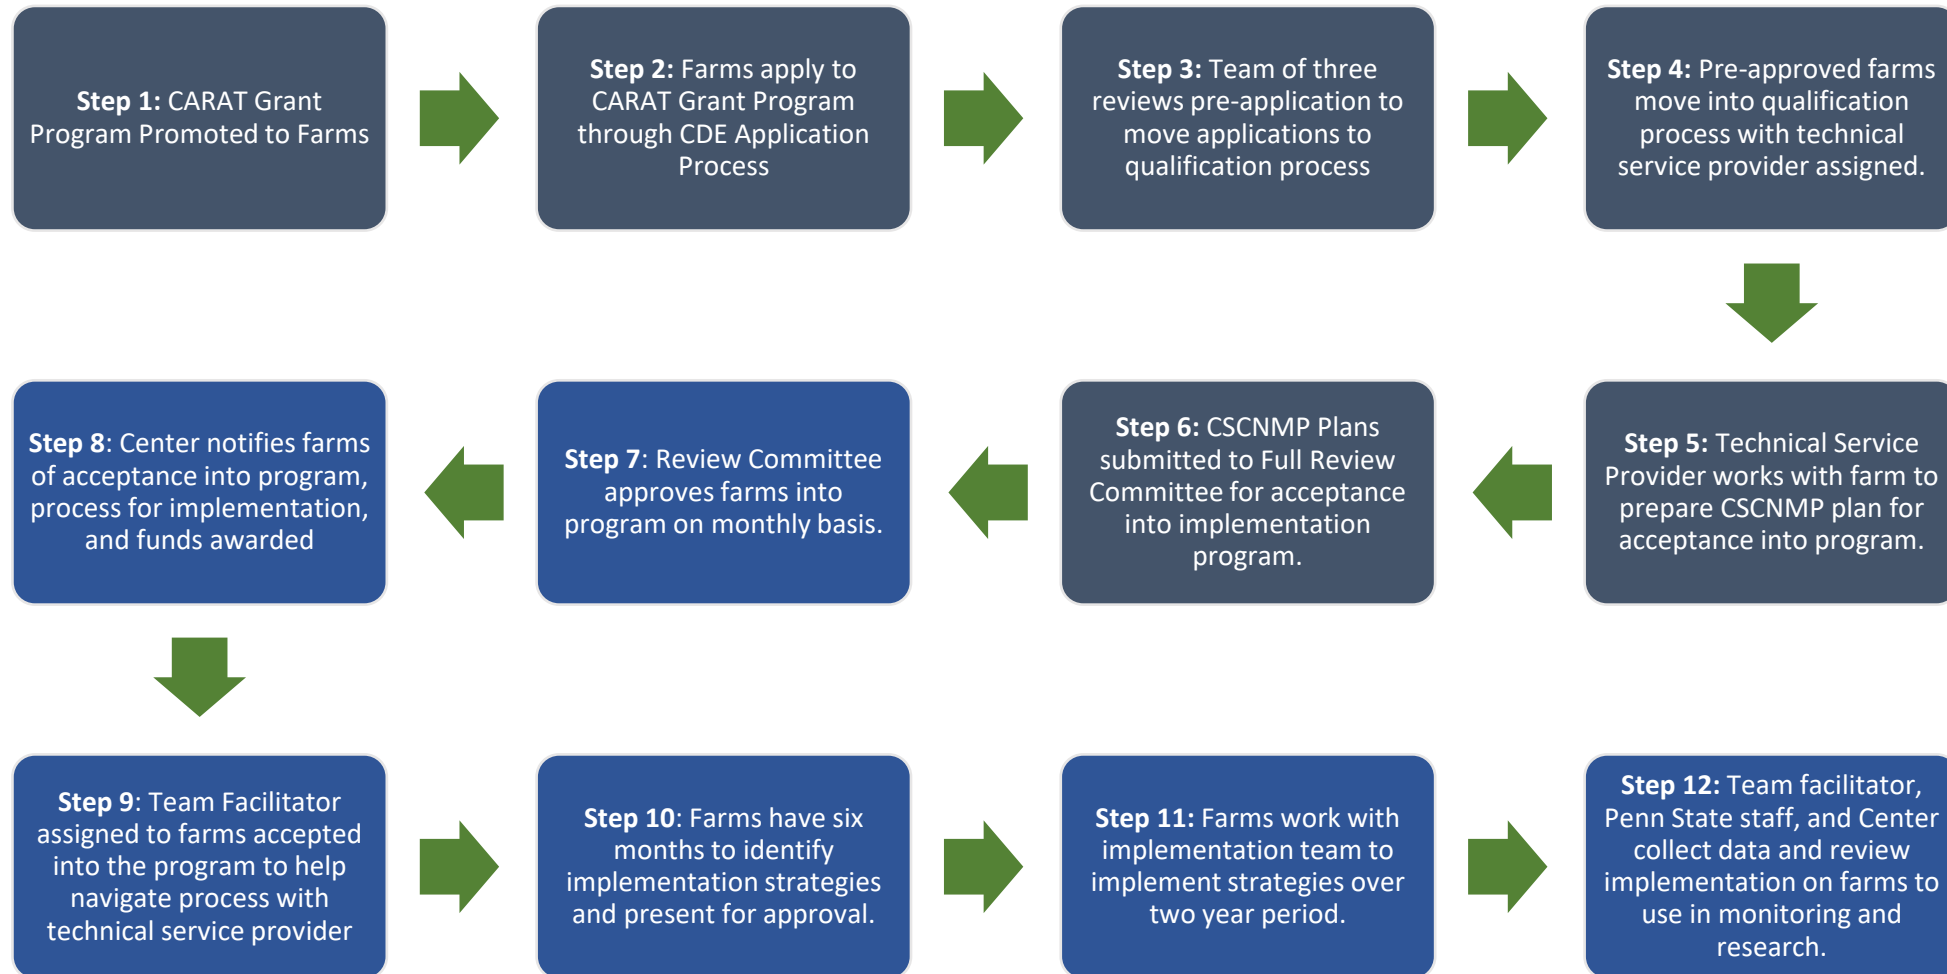 Step 1: CARAT Grant
Program Promoted to Farms
Step 2: Farms apply to
CARAT Grant Program
through CDE Application
Process
Step 3: Team of three
reviews pre-application to
move applications to
qualification process
Step 4: Pre-approved farms
move into qualification
process with technical
service provider assigned.
Step 5: Technical Service
Provider works with farm to
prepare CSCNMP plan for
acceptance into program.
Step 6: CSCNMP Plans
submitted to Full Review
Committee for acceptance
into implementation
program.
Step 7: Review Committee
approves farms into
program on monthly basis.
Step 8: Center notifies farms
of acceptance into program,
process for implementation,
and funds awarded
Step 9: Team Facilitator
assigned to farms accepted
into the program to help
navigate process with
technical service provider
Step 10: Farms have six
months to identify
implementation strategies
and present for approval.
Step 11: Farms work with
implementation team to
implement strategies over
two year period.
Step 12: Team facilitator,
Penn State staff, and Center
collect data and review
implementation on farms to
use in monitoring and
research.